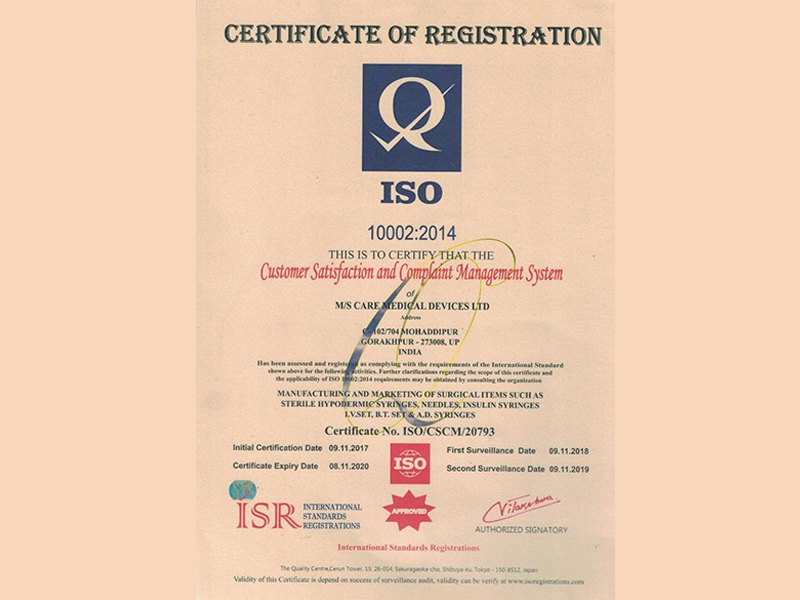 CERTIFICATE OF REGISTRATION
ISO
10002:2014
THIS IS TO CERTIFY THAT THE
Customer Satisfaction and Complaint Management System
of
M/S CARE MEDICAL DEVICES LTD
Address
C-102/704 MOHADDIPUR
GORAKHPUR - 273008, UP
INDIA
Has been assessed and registered as complying with the requirements of the International Standard
shown above for the following activities. Further clarifications regarding the scope of this certificate and
the applicability of ISO 10002:2014 requirements may be obtained by consulting the organization
MANUFACTURING AND MARKETING OF SURGICAL ITEMS SUCH AS
STERILE HYPODERMIC SYRINGES, NEEDLES, INSULIN SYRINGES
I.V.SET, B.T. SET & A.D. SYRINGES
Certificate No. ISO/CSCM/20793
Initial Certification Date 09.11.2017
Certificate Expiry Date 08.11.2020
ISO
First Surveillance Date 09.11.2018
Second Surveillance Date 09.11.2019
ISR INTERNATIONAL
STANDARDS
REGISTRATIONS
APPROVED
AUTHORIZED SIGNATORY
International Standards Registrations
The Quality Centre,Cerun Tower, 15, 26-014, Sakuragaoka-cho, Shibuya-ku, Tokyo - 150-8512, Japan
Validity of this Certificate is depend on success of surveillance audit, validity can be verify at www.isoregistrations.com